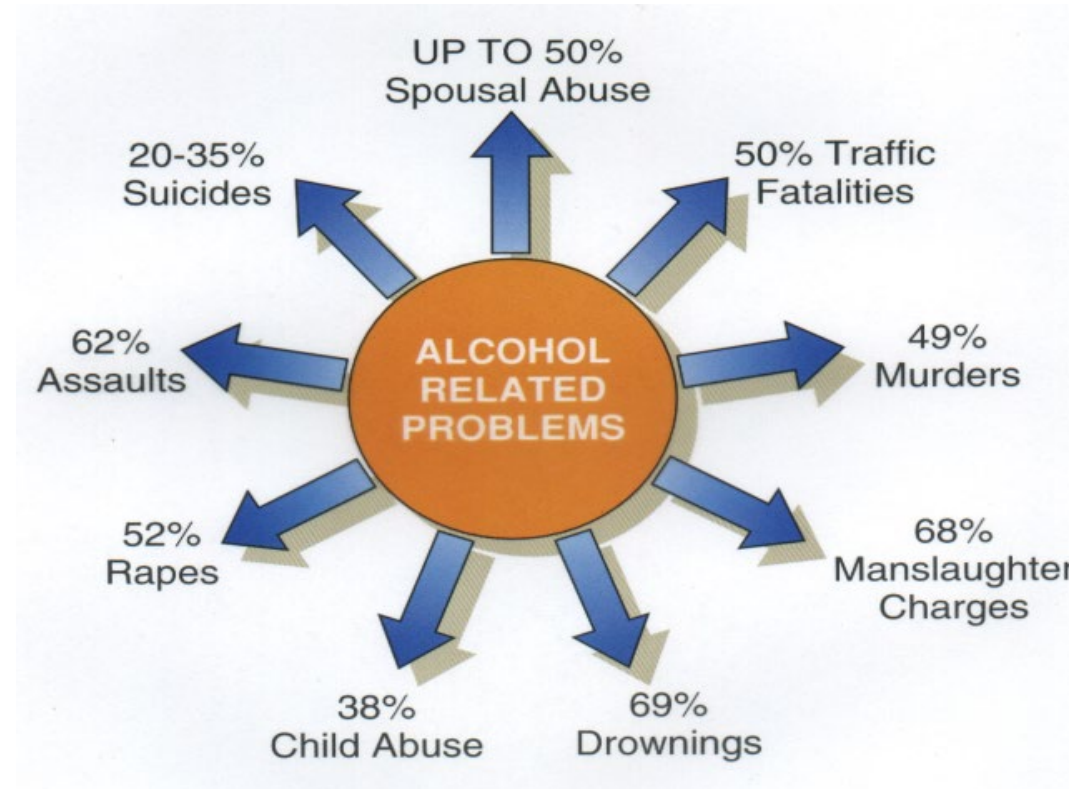 UP TO 50%
Spousal Abuse
50% Traffic
Fatalities
49%
Murders
68%
Manslaughter
Charges
69%
Drownings
38%
Child Abuse
52%
Rapes
62%
Assaults
20-35%
Suicides
ALCOHOL
RELATED
PROBLEMS